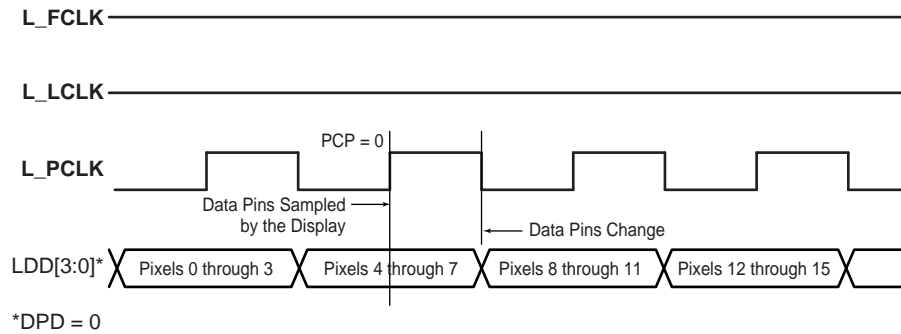 L_FCLK
L_LCLK
PCP = 0
L_PCLK
Data Pins Sampled
by the Display
Data Pins Change
LDD[3:0]*
Pixels 0 through 3
Pixels 4 through 7
Pixels 8 through 11
Pixels 12 through 15
*DPD = 0